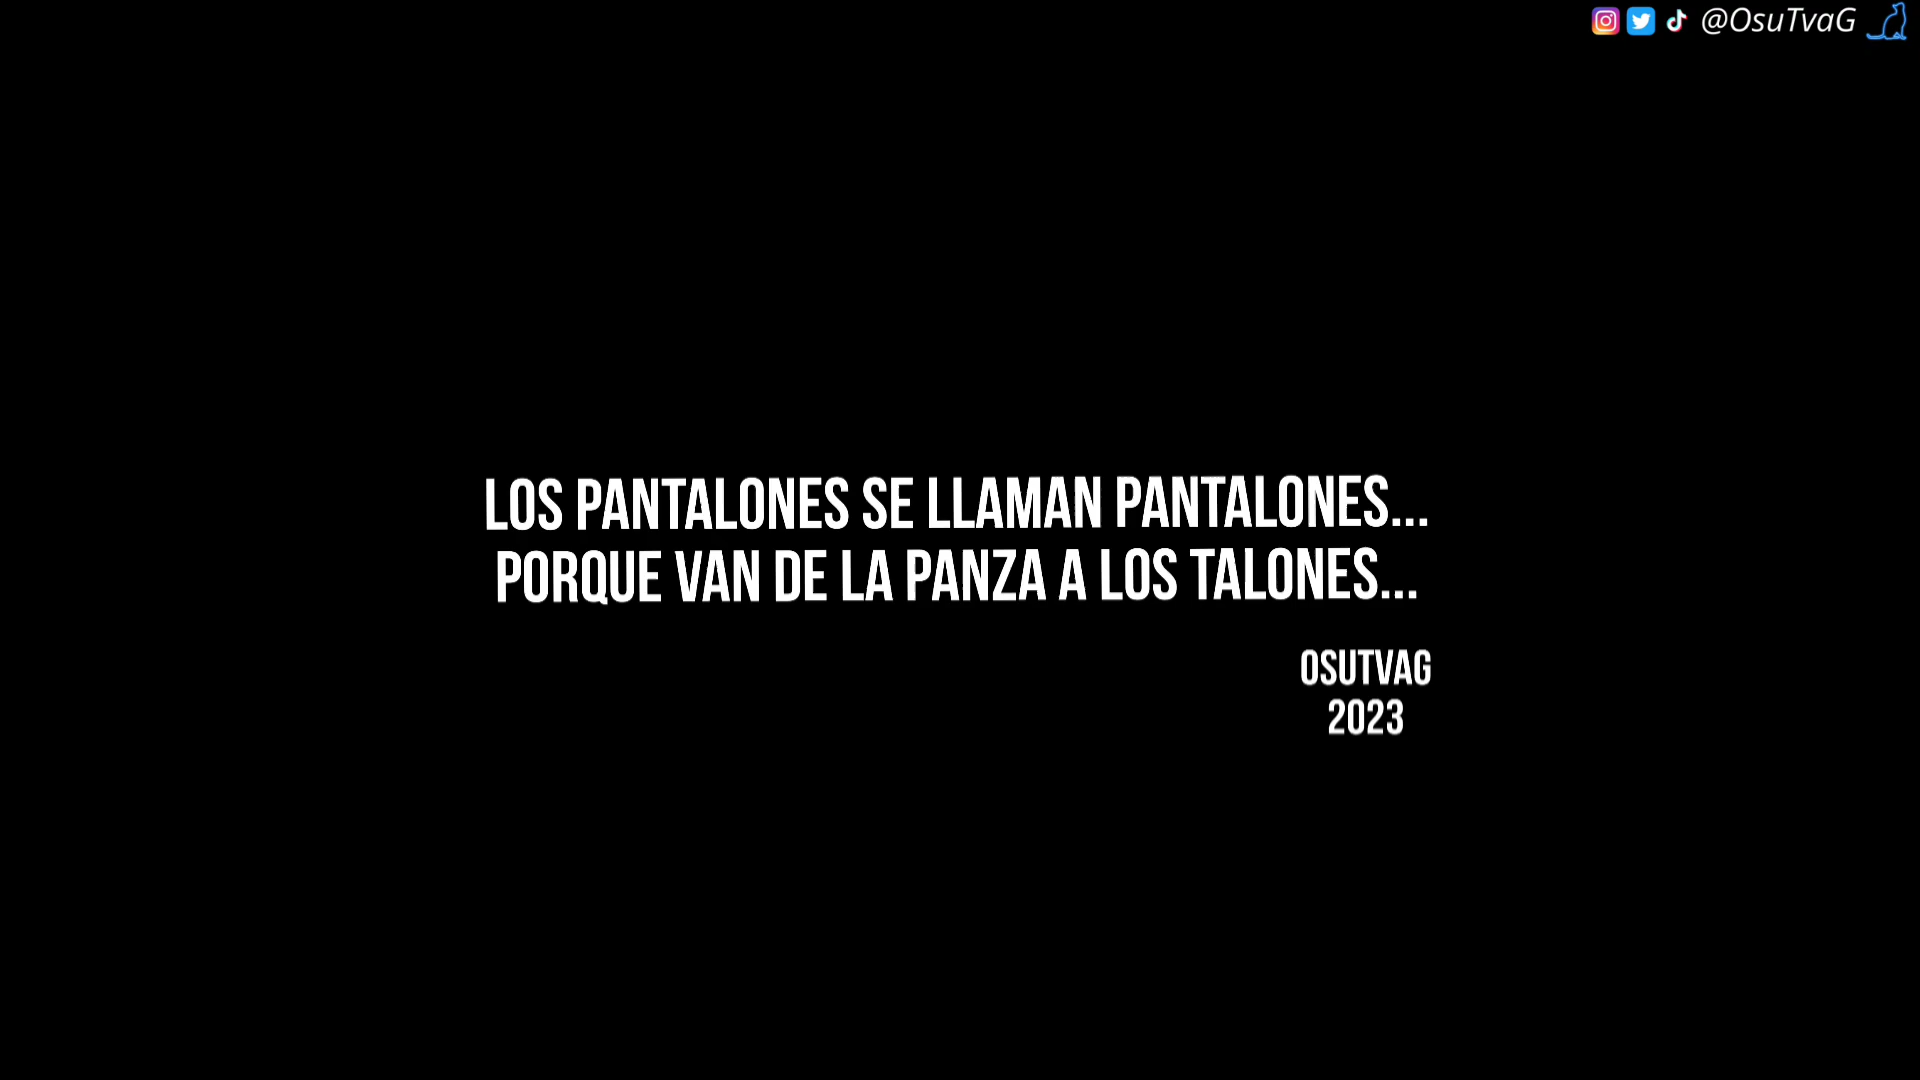 @OsuTvaG
LOS PANTALONES SE LLAMAN PANTALONES...
PORQUE VAN DE LA PANZA A LOS TALONES...
OSUTVAG
2023